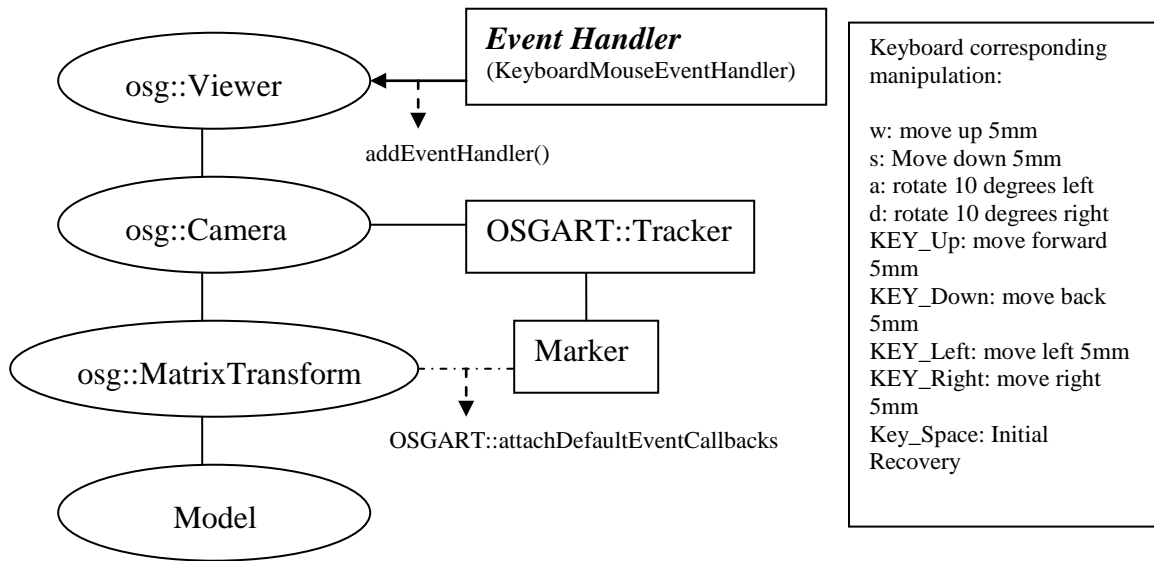 Event Handler
(KeyboardMouseEventHandler)
osg::Viewer
addEventHandler()
osg::Camera
OSGART::Tracker
Marker
osg::MatrixTransform
OSGART::attachDefaultEventCallbacks
Model
Keyboard corresponding
manipulation:
w: move up 5mm
s: Move down 5mm
a: rotate 10 degrees left
d: rotate 10 degrees right
KEY_Up: move forward
5mm
KEY_Down: move back
5mm
KEY_Left: move left 5mm
KEY_Right: move right
5mm
Key_Space: Initial
Recovery